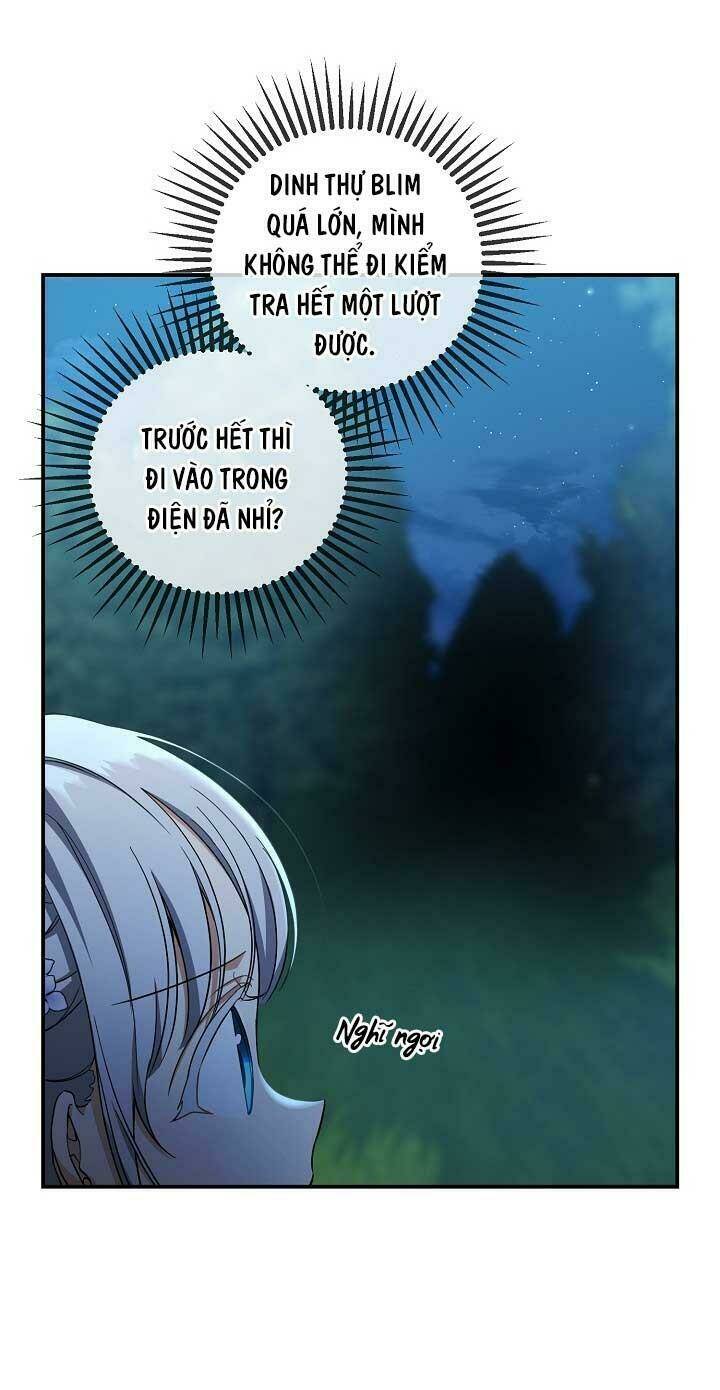 DINH THỰ BLIM
QUÁ LỚN, MÌNH
KHÔNG THỂ ĐI KIỂM
TRA HẾT MỘT LƯỢT
ĐƯỢC.
TRƯỚC HẾT THÌ
ĐI VÀO TRONG
ĐIỆN ĐÃ NHỈ?
Nghĩ ngợi